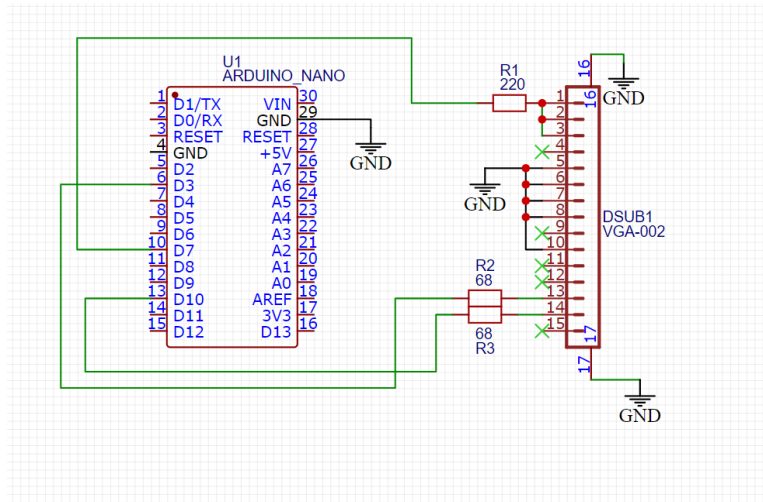 U1
ARDUINO_NANO
1 D1/TX VIN 30
2 D0/RX GND 29
3 RESET RESET 28
4 GND +5V 27
5 D2 A7 26
6 D3 A6 25
7 D4 A5 24
8 D5 A4 23
9 D6 A3 22
10 D7 A2 21
11 D8 A1 20
12 D9 A0 19
13 D10 AREF 18
14 D11 3V3 17
15 D12 D13 16
GND
R1
220
16
16
GND
1
2
3
4
5
6
7
8
9
10
11
12
13
14
15
GND
DSUB1
VGA-002
R2
68
68
R3
17
17
GND